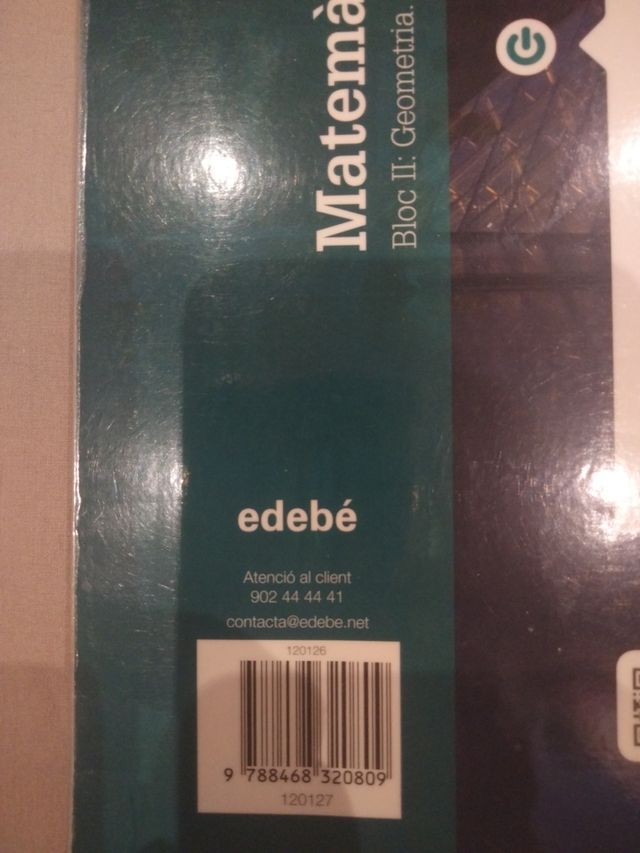 Matemà
Bloc II: Geometria.
edebé
Atenció al client
902 44 44 41
contacta@edebe.net
120126
9 788468 320809
120127